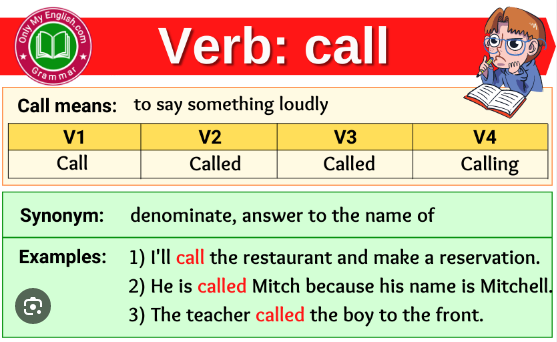 Only My English.com
Grammar
Verb: call
Call means: to say something loudly
V1 V2 V3 V4
Call Called Called Calling
Synonym: denominate, answer to the name of
Examples: 1) I'll call the restaurant and make a reservation.
2) He is called Mitch because his name is Mitchell.
3) The teacher called the boy to the front.